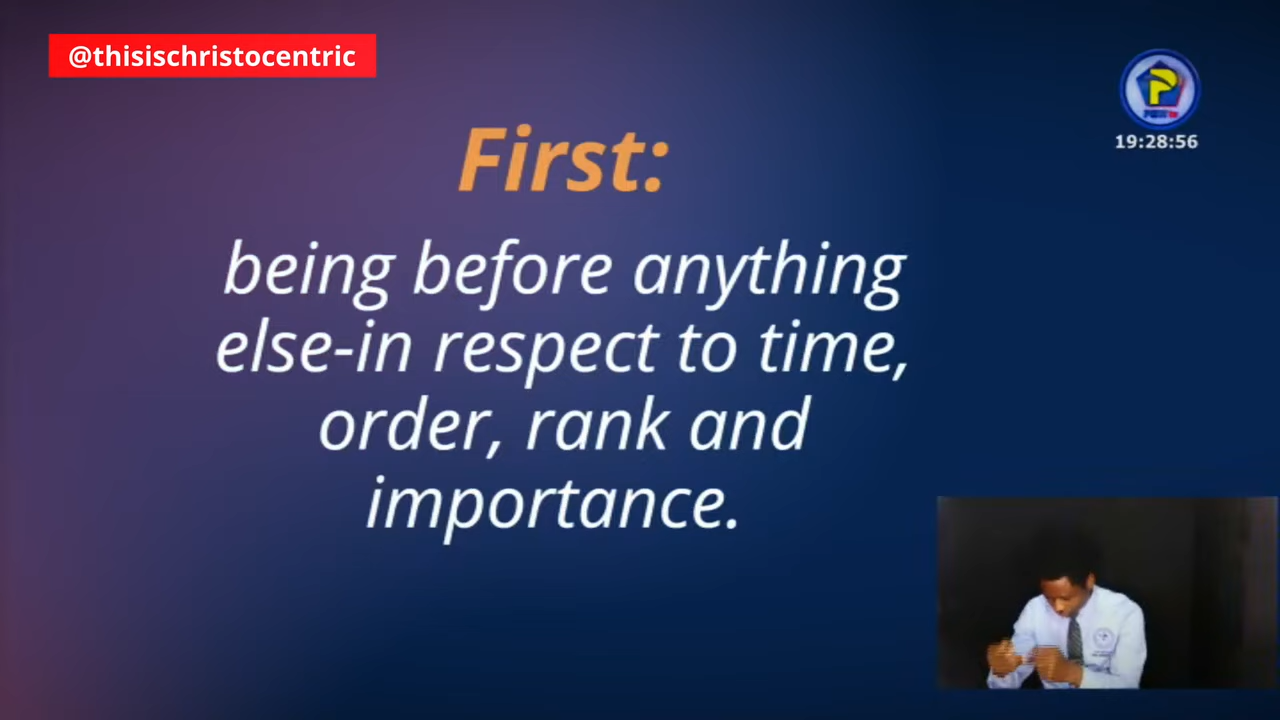 @thisischristocentric
19:28:56
First:
being before anything
else-in respect to time,
order, rank and
importance.